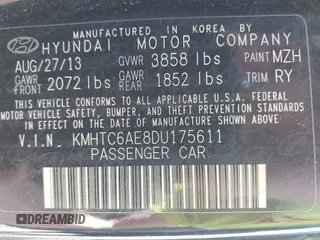 MANUFACTURED IN KOREA
HYUNDAI MOTOR COMPANY
AUG/27/13 GVWR 3858 lbs PAINT MZH
GAWR FRONT 2072 lbs GAWR RR 1852 lbs TRIM RY
THIS VEHICLE CONFORMS TO ALL APPLICABLE U.S.A.
FEDERAL MOTOR VEHICLE SAFETY, BUMPER, AND THEFT
PREVENTION STANDARDS IN EFFECT ON THE DATE OF
MANUFACTURE SHOWN ABOVE.
V.I.N. KMHTC6AE8DU175611
PASSENGER CAR
DREAMBID